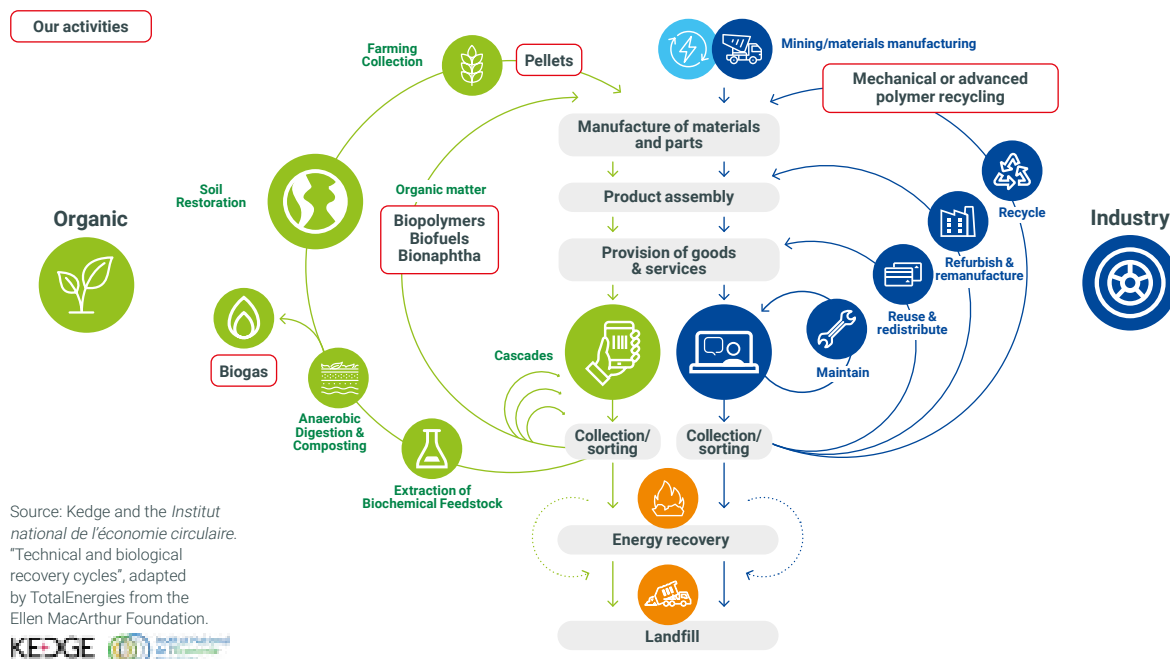 Our activities
Farming
Collection
Pellets
Mining/materials manufacturing
Mechanical or advanced
polymer recycling
Manufacture of materials
and parts
Soil
Restoration
Organic matter
Biopolymers
Biofuels
Bionaphtha
Product assembly
Recycle
Organic
Industry
Provision of goods
& services
Refurbish &
remanufacture
Reuse &
redistribute
Biogas
Cascades
Maintain
Anaerobic
Digestion &
Composting
Collection/
sorting
Collection/
sorting
Extraction of
Biochemical Feedstock
Energy recovery
Landfill
Source: Kedge and the Institut
national de l’économie circulaire.
“Technical and biological
recovery cycles”, adapted
by TotalEnergies from the
Ellen MacArthur Foundation.
KEDGE
Institut National